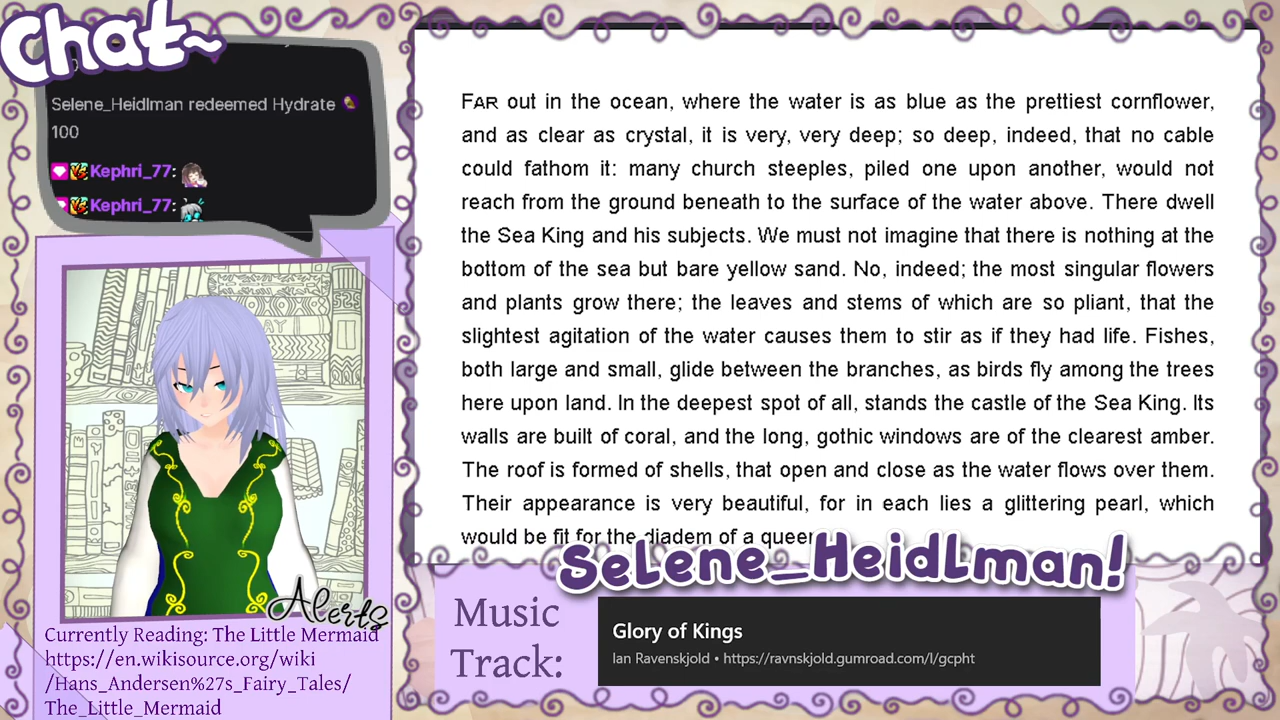 Chat~
Selene_Heidlman redeemed Hydrate
100
Kephri_77:
Kephri_77:
FAR out in the ocean, where the water is as blue as the prettiest cornflower,
and as clear as crystal, it is very, very deep; so deep, indeed, that no cable
could fathom it: many church steeples, piled one upon another, would not
reach from the ground beneath to the surface of the water above. There dwell
the Sea King and his subjects. We must not imagine that there is nothing at the
bottom of the sea but bare yellow sand. No, indeed; the most singular flowers
and plants grow there; the leaves and stems of which are so pliant, that the
slightest agitation of the water causes them to stir as if they had life. Fishes,
both large and small, glide between the branches, as birds fly among the trees
here upon land. In the deepest spot of all, stands the castle of the Sea King. Its
walls are built of coral, and the long, gothic windows are of the clearest amber.
The roof is formed of shells, that open and close as the water flows over them.
Their appearance is very beautiful, for in each lies a glittering pearl, which
would be fit for the diadem of a
Selene_Heidlman!
Alerts
Currently Reading: The Little Mermaid
https://en.wikisource.org/wiki
/Hans_Andersen%27s_Fairy_Tales/
The_Little_Mermaid
Music
Track:
Glory of Kings
Ian Ravenskjold • https://ravnskjold.gumroad.com/l/gcpht